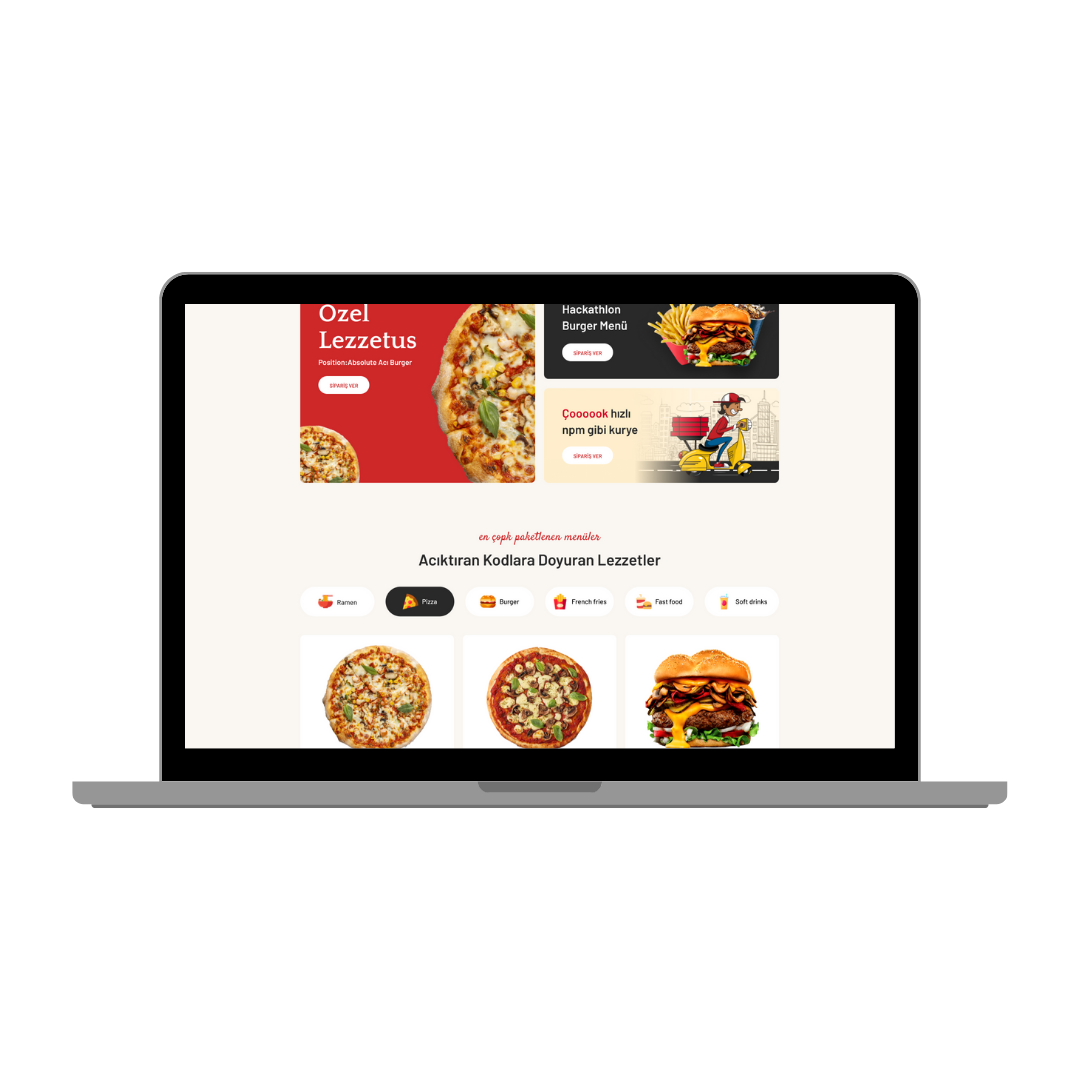 Özel
Lezzetus
Position:Absolute Acı Burger
SİPARİŞ VER
Hackathlon
Burger Menü
SİPARİŞ VER
Çoooook hızlı
npm gibi kurye
SİPARİŞ VER
en çopk paketlenen menüler
Acıktıran Kodlara Doyuran Lezzetler
Ramen
Pizza
Burger
French fries
Fast food
Soft drinks